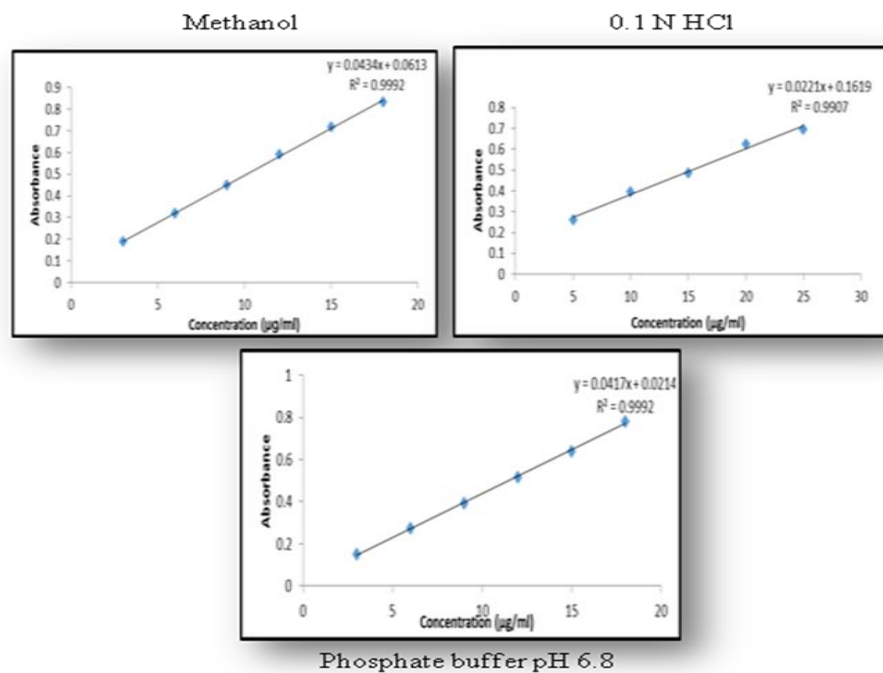 Methanol
y = 0.0434x + 0.0613
R² = 0.9992
0.9
0.8
0.7
0.6
0.5
0.4
0.3
0.2
0.1
0
Absorbance
0 5 10 15 20
Concentration (µg/ml)
0.1 N HCl
y = 0.0221x + 0.1619
R² = 0.9907
0.8
0.7
0.6
0.5
0.4
0.3
0.2
0.1
0
Absorbance
0 5 10 15 20 25 30
Concentration (µg/ml)
y = 0.0417x + 0.0214
R² = 0.9992
1
0.8
0.6
0.4
0.2
0
Absorbance
0 5 10 15 20
Concentration (µg/ml)
Phosphate buffer pH 6.8